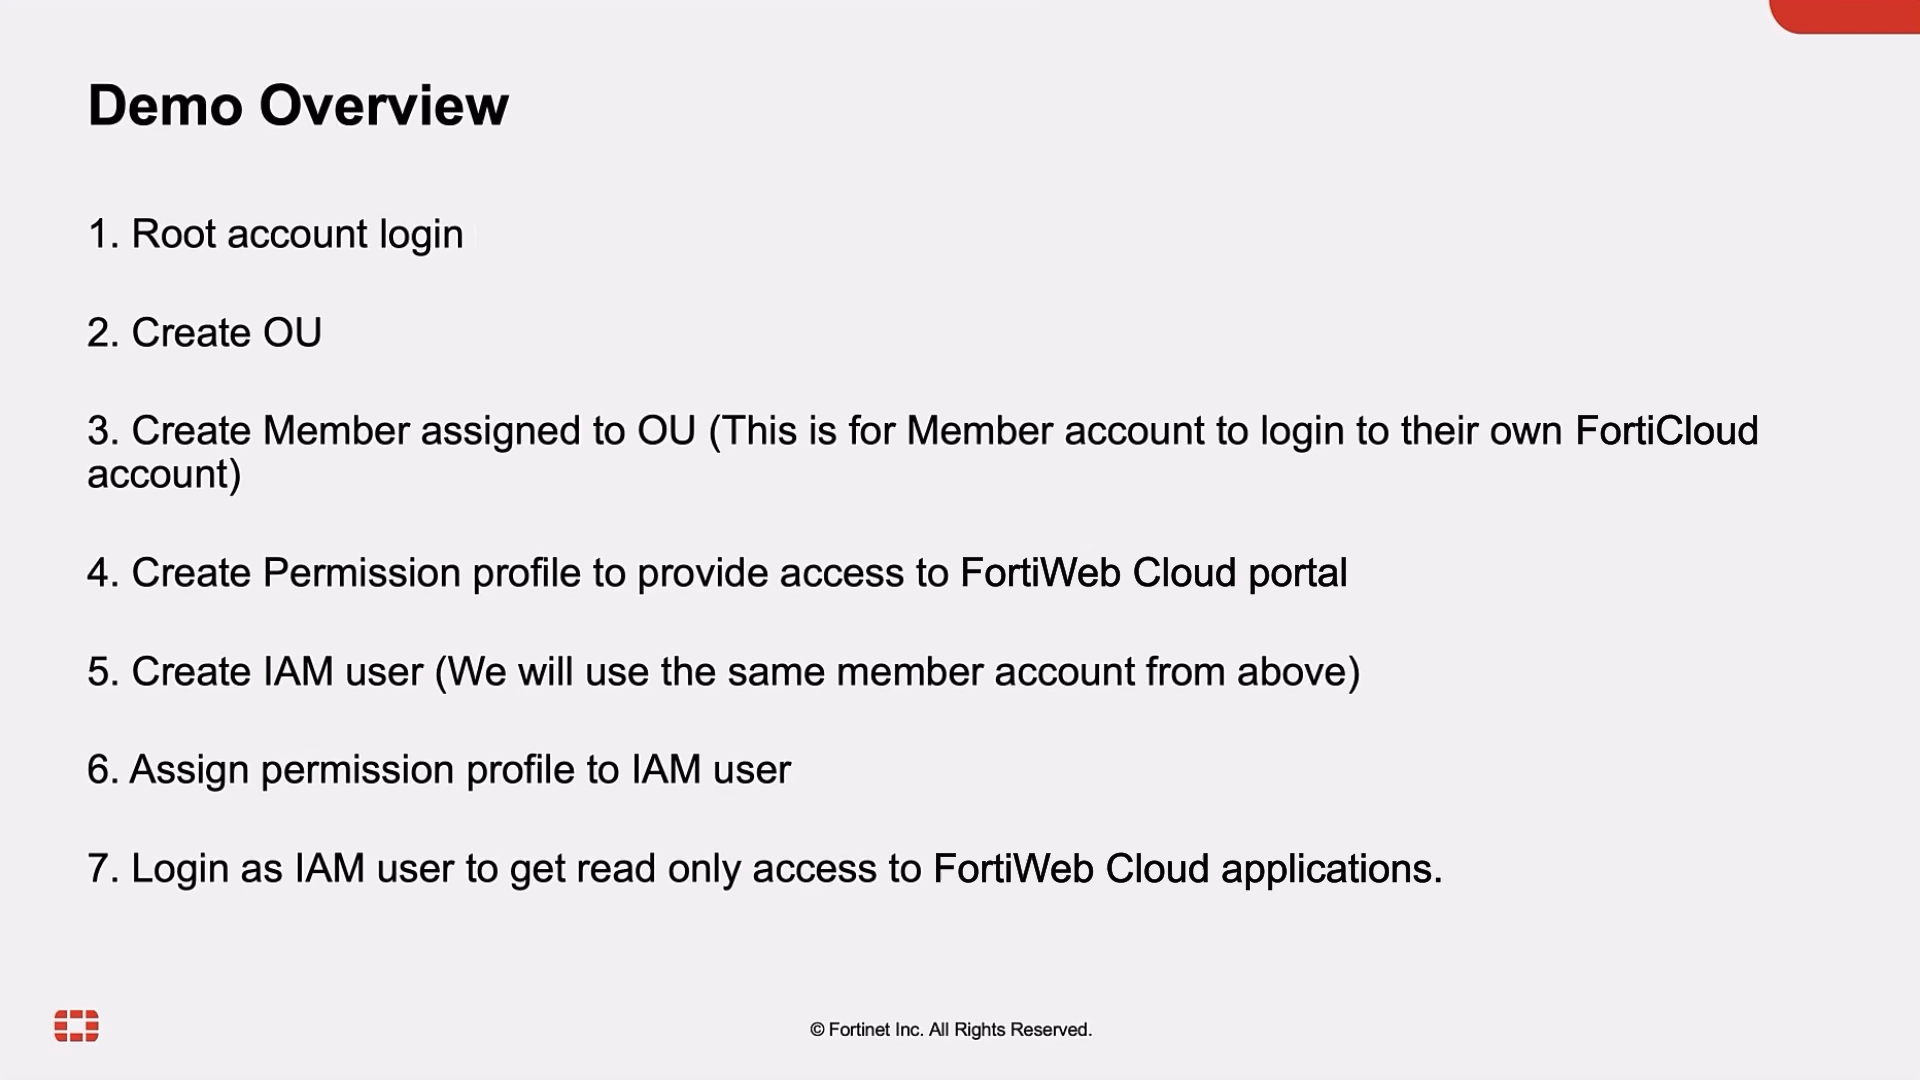 Demo Overview
1. Root account login
2. Create OU
3. Create Member assigned to OU (This is for Member account to login to their own FortiCloud
account)
4. Create Permission profile to provide access to FortiWeb Cloud portal
5. Create IAM user (We will use the same member account from above)
6. Assign permission profile to IAM user
7. Login as IAM user to get read only access to FortiWeb Cloud applications.
© Fortinet Inc. All Rights Reserved.